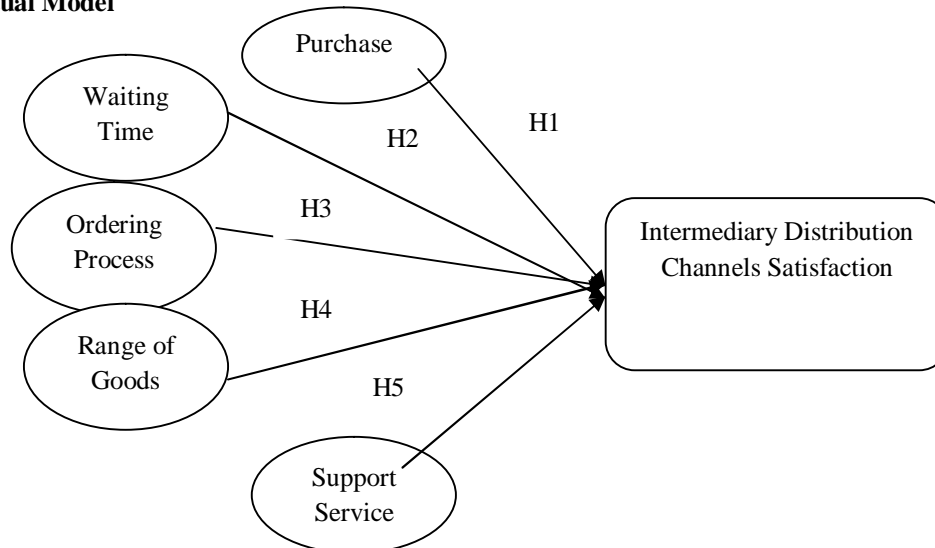 ual Model
Purchase
Waiting
Time
H1
H2
H3
Ordering
Process
Intermediary Distribution
Channels Satisfaction
H4
Range of
Goods
H5
Support
Service